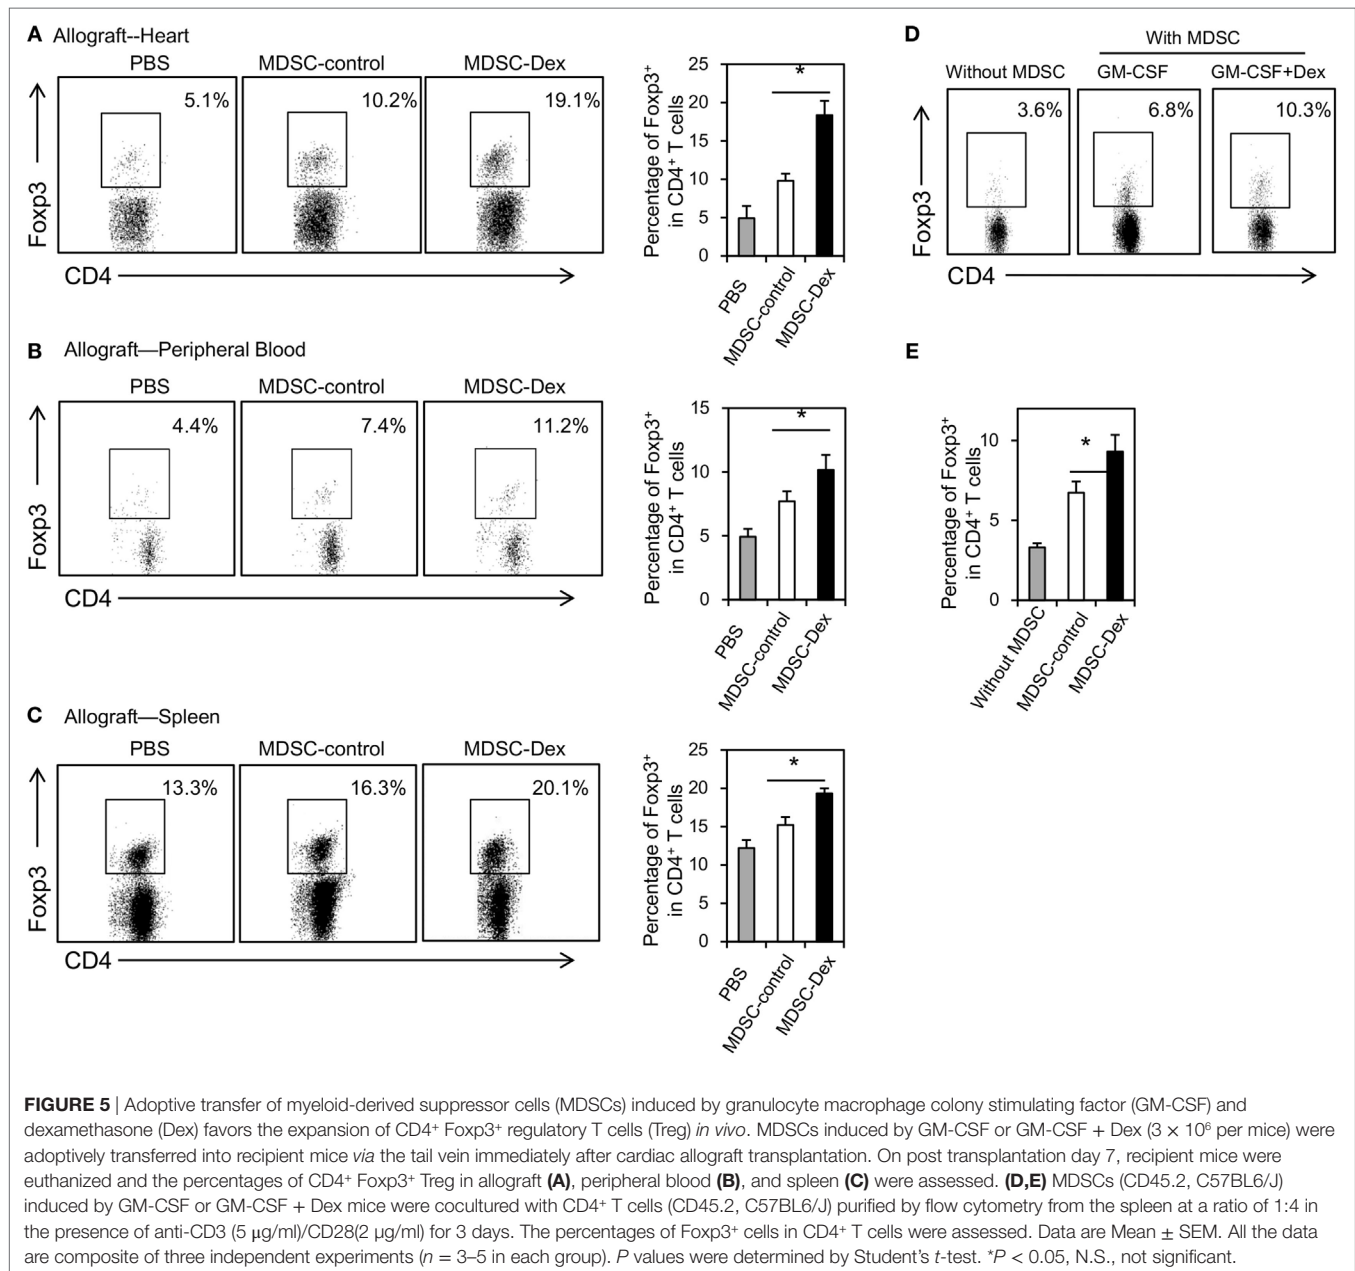 A Allograft--Heart
PBS MDSC-control MDSC-Dex
5.1% 10.2% 19.1%
Foxp3
CD4
Percentage of Foxp3⁺
in CD4⁺ T cells
25
20
15
10
5
0
*
PBS
MDSC-control
MDSC-Dex
D
With MDSC
Without MDSC GM-CSF GM-CSF+Dex
3.6% 6.8% 10.3%
Foxp3
CD4
B Allograft—Peripheral Blood
PBS MDSC-control MDSC-Dex
4.4% 7.4% 11.2%
Foxp3
CD4
Percentage of Foxp3⁺
in CD4⁺ T cells
15
10
5
0
*
PBS
MDSC-control
MDSC-Dex
E
Percentage of Foxp3⁺
in CD4⁺ T cells
10
5
0
*
Without MDSC
MDSC-control
MDSC-Dex
C Allograft—Spleen
PBS MDSC-control MDSC-Dex
13.3% 16.3% 20.1%
Foxp3
CD4
Percentage of Foxp3⁺
in CD4⁺ T cells
25
20
15
10
5
0
*
PBS
MDSC-control
MDSC-Dex
FIGURE 5 | Adoptive transfer of myeloid-derived suppressor cells (MDSCs) induced by granulocyte macrophage colony stimulating factor (GM-CSF) and
dexamethasone (Dex) favors the expansion of CD4⁺ Foxp3⁺ regulatory T cells (Treg) in vivo. MDSCs induced by GM-CSF or GM-CSF + Dex (3 × 10⁶ per mice) were
adoptively transferred into recipient mice via the tail vein immediately after cardiac allograft transplantation. On post transplantation day 7, recipient mice were
euthanized and the percentages of CD4⁺ Foxp3⁺ Treg in allograft (A), peripheral blood (B), and spleen (C) were assessed. (D,E) MDSCs (CD45.2, C57BL6/J)
induced by GM-CSF or GM-CSF + Dex mice were cocultured with CD4⁺ T cells (CD45.2, C57BL6/J) purified by flow cytometry from the spleen at a ratio of 1:4 in
the presence of anti-CD3 (5 μg/ml)/CD28(2 μg/ml) for 3 days. The percentages of Foxp3⁺ cells in CD4⁺ T cells were assessed. Data are Mean ± SEM. All the data
are composite of three independent experiments (n = 3–5 in each group). P values were determined by Student's t-test. *P < 0.05, N.S., not significant.